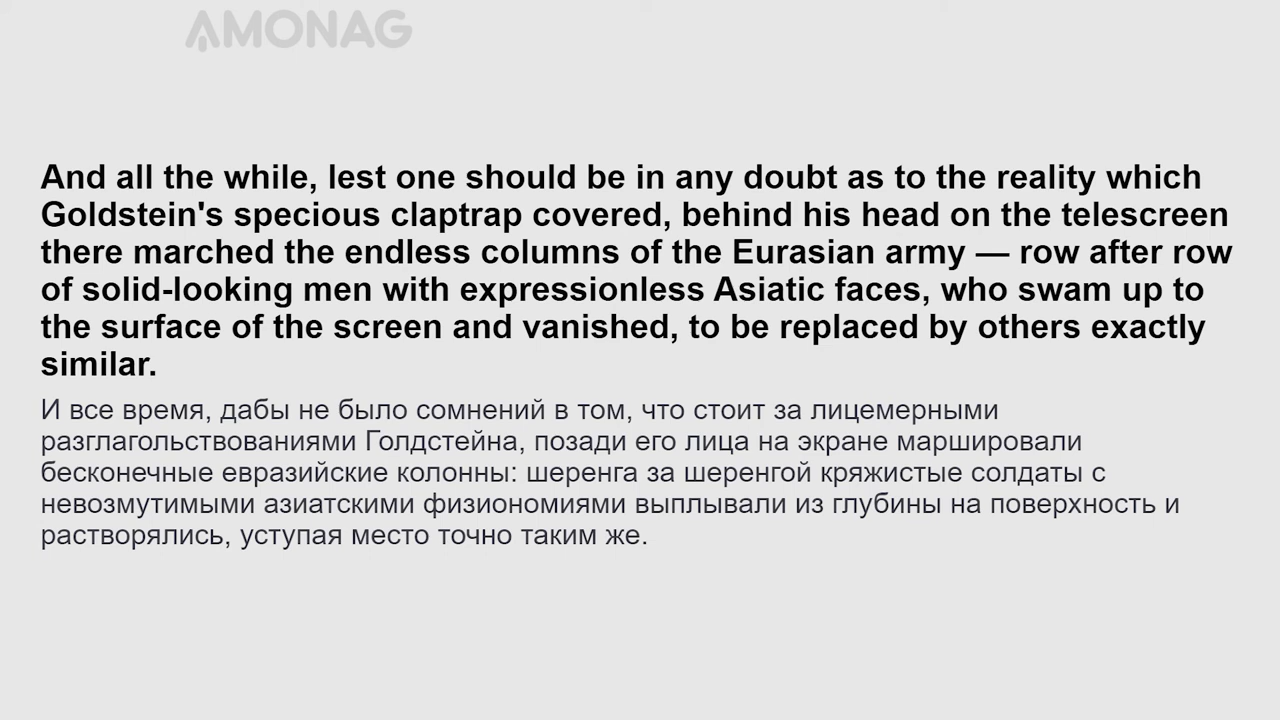 AMONAG
And all the while, lest one should be in any doubt as to the reality which
Goldstein's specious claptrap covered, behind his head on the telescreen
there marched the endless columns of the Eurasian army — row after row
of solid-looking men with expressionless Asiatic faces, who swam up to
the surface of the screen and vanished, to be replaced by others exactly
similar.
И все время, дабы не было сомнений в том, что стоит за лицемерными
разглагольствованиями Голдстейна, позади его лица на экране маршировали
бесконечные евразийские колонны: шеренга за шеренгой кряжистые солдаты с
невозмутимыми азиатскими физиономиями выплывали из глубины на поверхность и
растворялись, уступая место точно таким же.